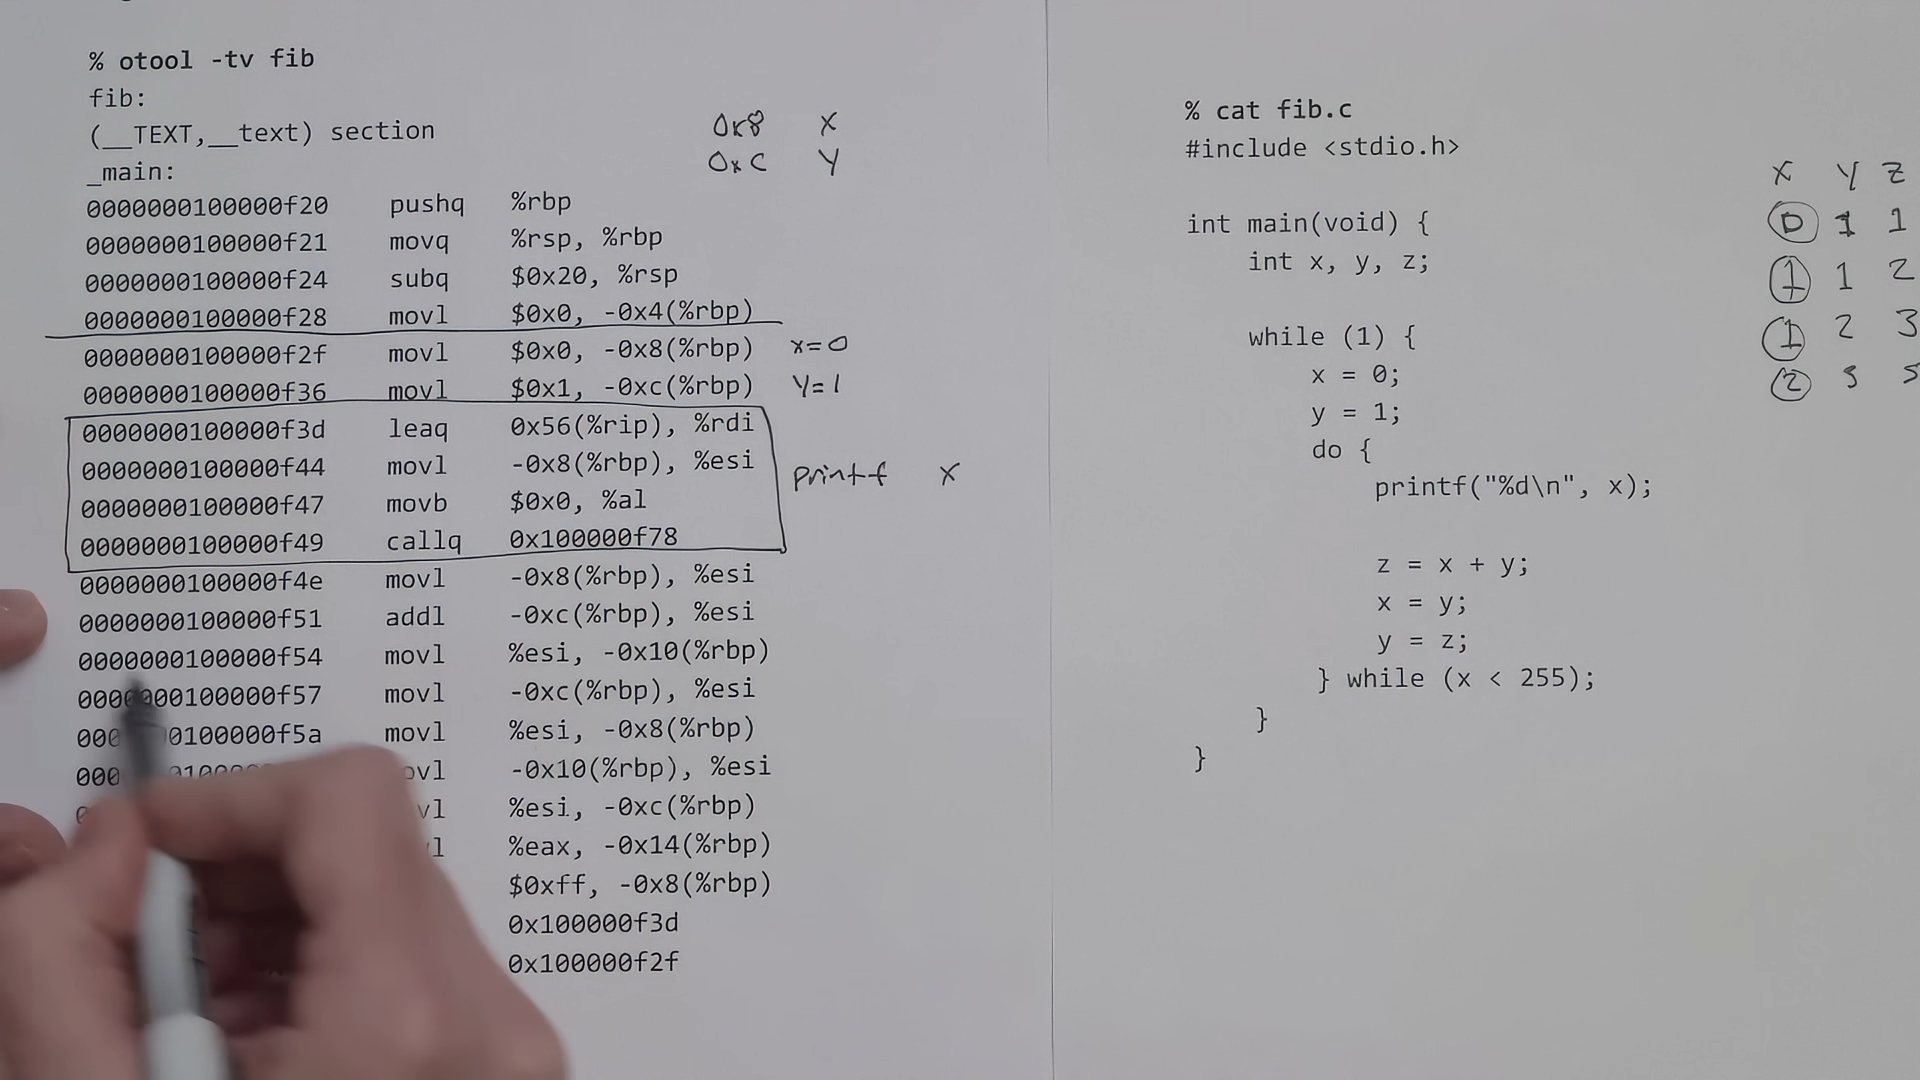 % otool -tv fib
fib:
(__TEXT,__text) section
0x8 X
0xC Y
_main:
0000000100000f20 pushq %rbp
0000000100000f21 movq %rsp, %rbp
0000000100000f24 subq $0x20, %rsp
0000000100000f28 movl $0x0, -0x4(%rbp)
0000000100000f2f movl $0x0, -0x8(%rbp) x=0
0000000100000f36 movl $0x1, -0xc(%rbp) Y=1
0000000100000f3d leaq 0x56(%rip), %rdi
0000000100000f44 movl -0x8(%rbp), %esi
printf X
0000000100000f47 movb $0x0, %al
0000000100000f49 callq 0x100000f78
0000000100000f4e movl -0x8(%rbp), %esi
0000000100000f51 addl -0xc(%rbp), %esi
0000000100000f54 movl %esi, -0x10(%rbp)
0000000100000f57 movl -0xc(%rbp), %esi
movl %esi, -0x8(%rbp)
-0x10(%rbp), %esi
%esi, -0xc(%rbp)
%eax, -0x14(%rbp)
$0xff, -0x8(%rbp)
0x100000f3d
0x100000f2f
% cat fib.c
#include <stdio.h>
int main(void) {
int x, y, z;
while (1) {
x = 0;
y = 1;
do {
printf("%d\n", x);
z = x + y;
x = y;
y = z;
} while (x < 255);
}
}
X Y Z
0 1 1
1 1 2
1 2 3
2 3 5